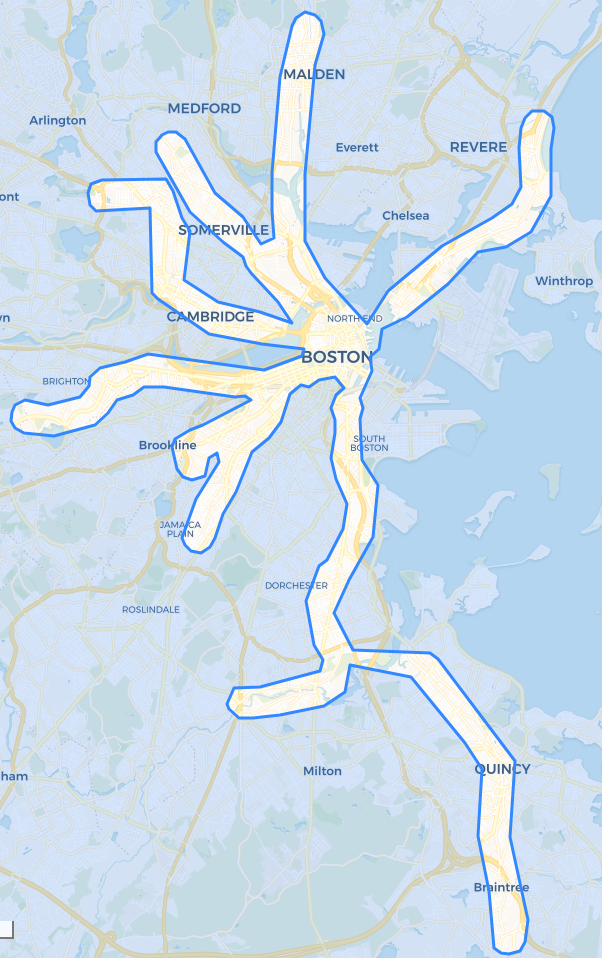 MALDEN
MEDFORD
Arlington
Everett
REVERE
ont
Chelsea
SOMERVILLE
Winthrop
vn
CAMBRIDGE
NORTH END
BOSTON
BRIGHTON
Brookline
SOUTH
BOSTON
JAMAICA
PLAIN
DORCHESTER
ROSLINDALE
Milton
QUINCY
ham
Braintree